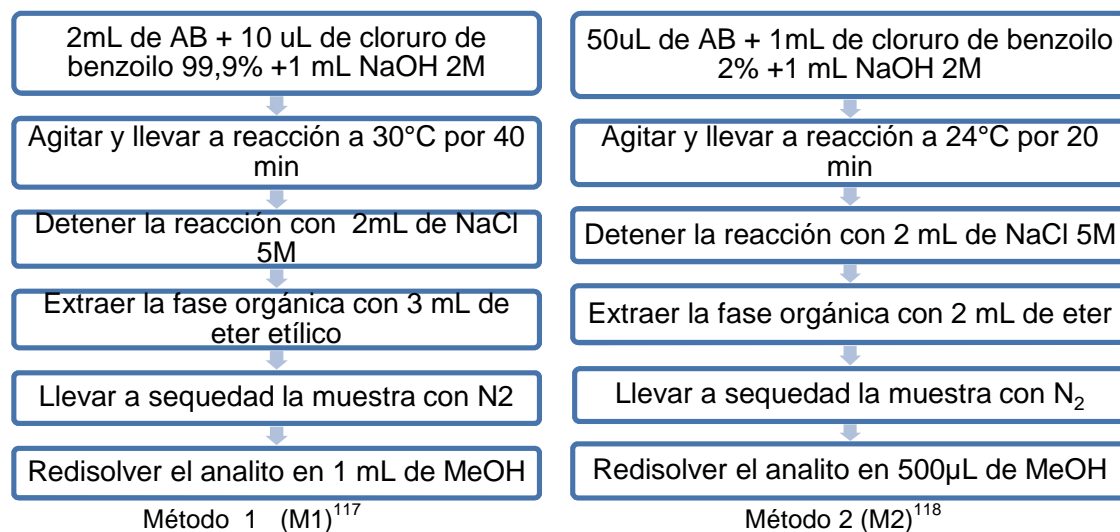 2mL de AB + 10 uL de cloruro de
benzoilo 99,9% +1 mL NaOH 2M
Agitar y llevar a reacción a 30°C por 40
min
Detener la reacción con 2mL de NaCl
5M
Extraer la fase orgánica con 3 mL de
eter etílico
Llevar a sequedad la muestra con N2
Redisolver el analito en 1 mL de MeOH
Método 1 (M1)117
50uL de AB + 1mL de cloruro de benzoilo
2% +1 mL NaOH 2M
Agitar y llevar a reacción a 24°C por 20
min
Detener la reacción con 2 mL de NaCl 5M
Extraer la fase orgánica con 2 mL de eter
Llevar a sequedad la muestra con N2
Redisolver el analito en 500µL de MeOH
Método 2 (M2)118